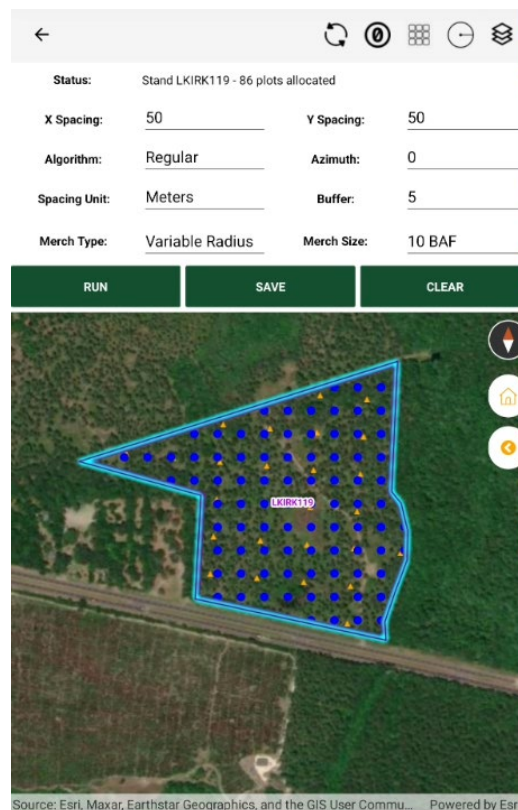 Status: Stand LKIRK119 - 86 plots allocated
X Spacing: 50 Y Spacing: 50
Algorithm: Regular Azimuth: 0
Spacing Unit: Meters Buffer: 5
Merch Type: Variable Radius Merch Size: 10 BAF
RUN SAVE CLEAR
LKIRK119
Source: Esri, Maxar, Earthstar Geographics, and the GIS User Commu... Powered by Esri